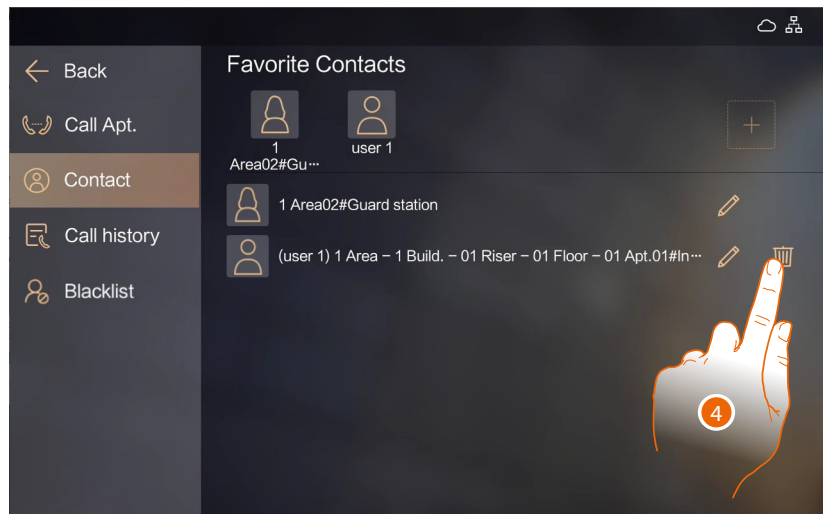 Back
Call Apt.
Contact
Call history
Blacklist
Favorite Contacts
1
Area02#Gu···
user 1
1 Area02#Guard station
(user 1) 1 Area – 1 Build. – 01 Riser – 01 Floor – 01 Apt.01#In···
4